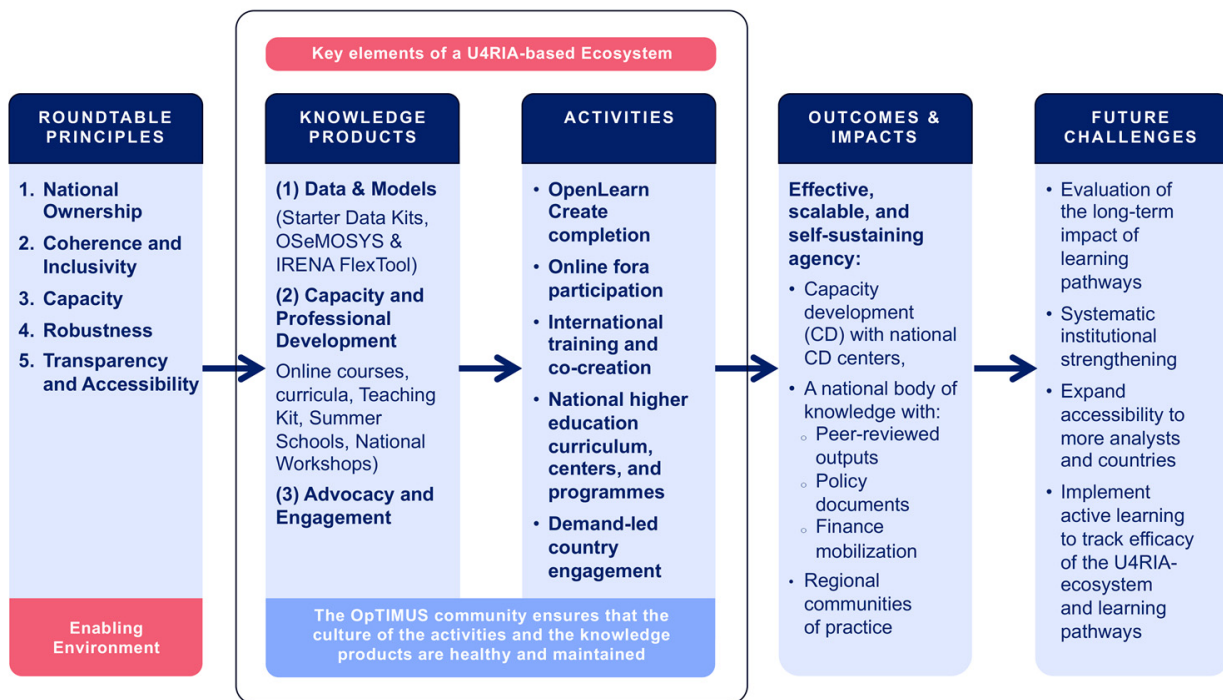 Key elements of a U4RIA-based Ecosystem
ROUNDTABLE
PRINCIPLES
1. National
Ownership
2. Coherence and
Inclusivity
3. Capacity
4. Robustness
5. Transparency
and Accessibility
Enabling
Environment
KNOWLEDGE
PRODUCTS
(1) Data & Models
(Starter Data Kits,
OSeMOSYS &
IRENA FlexTool)
(2) Capacity and
Professional
Development
Online courses,
curricula, Teaching
Kit, Summer
Schools, National
Workshops)
(3) Advocacy and
Engagement
ACTIVITIES
• OpenLearn
Create
completion
• Online fora
participation
• International
training and
co-creation
• National higher
education
curriculum,
centers, and
programmes
• Demand-led
country
engagement
The OpTIMUS community ensures that the
culture of the activities and the knowledge
products are healthy and maintained
OUTCOMES &
IMPACTS
Effective,
scalable, and
self-sustaining
agency:
• Capacity
development
(CD) with national
CD centers,
• A national body of
knowledge with:
○ Peer-reviewed
outputs
○ Policy
documents
○ Finance
mobilization
• Regional
communities
of practice
FUTURE
CHALLENGES
• Evaluation of
the long-term
impact of
learning
pathways
• Systematic
institutional
strengthening
• Expand
accessibility to
more analysts
and countries
• Implement
active learning
to track efficacy
of the U4RIA-
ecosystem
and learning
pathways